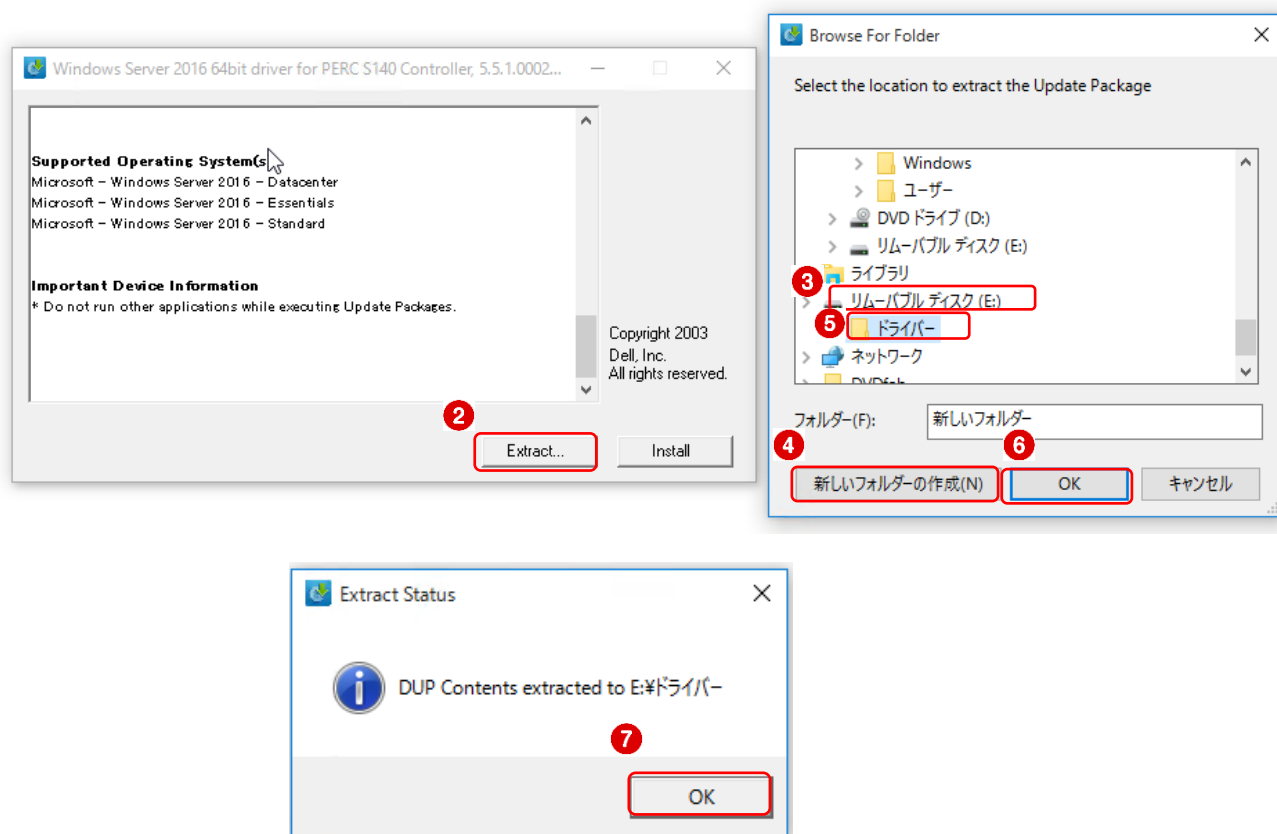 Windows Server 2016 64bit driver for PERC S140 Controller, 5.5.1.0002...
Supported Operating System(s
Microsoft – Windows Server 2016 – Datacenter
Microsoft – Windows Server 2016 – Essentials
Microsoft – Windows Server 2016 – Standard
Important Device Information
* Do not run other applications while executing Update Packages.
Copyright 2003
Dell, Inc.
All rights reserved.
2
Extract...
Install
Browse For Folder
Select the location to extract the Update Package
Windows
ユーザー
DVD ドライブ (D:)
リムーバブル ディスク (E:)
ライブラリ
3
リムーバブル ディスク (E:)
5
ドライバー
ネットワーク
DVDfab
フォルダー(F):
新しいフォルダー
4
6
新しいフォルダーの作成(N)
OK
キャンセル
Extract Status
DUP Contents extracted to E:¥ドライバー
7
OK